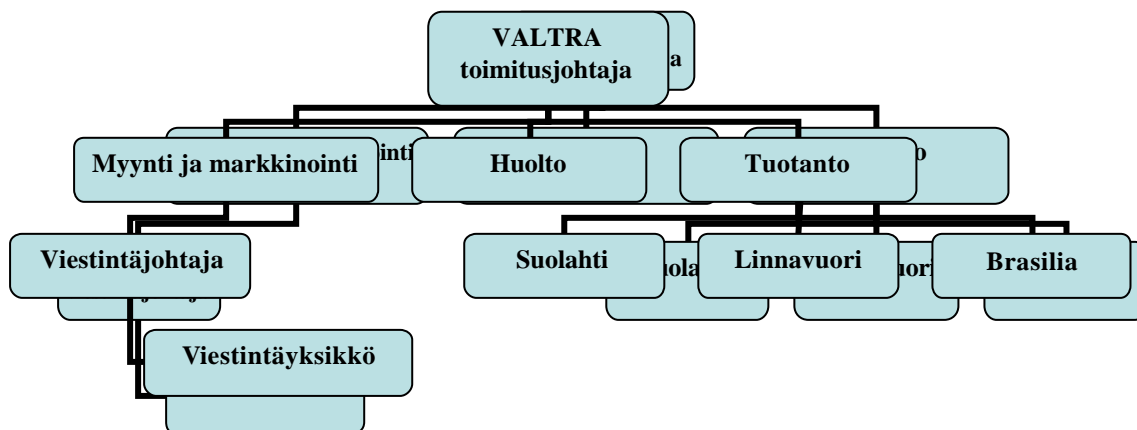 VALTRA
toimitusjohtaja
Myynti ja markkinointi
Huolto
Tuotanto
Viestintäjohtaja
Suolahti
Linnavuori
Brasilia
Viestintäyksikkö